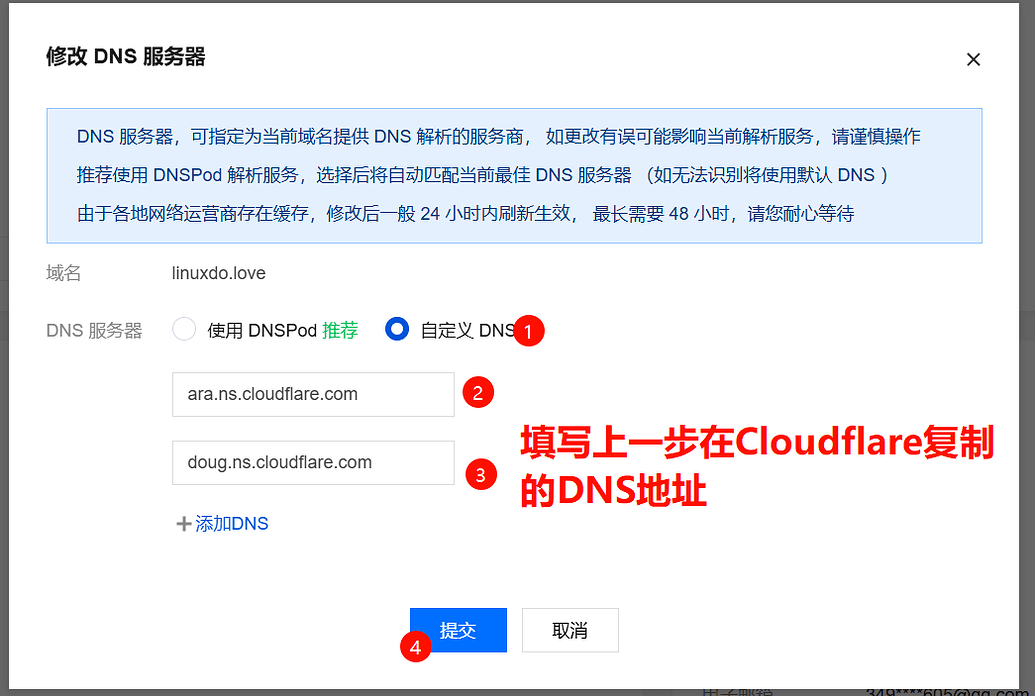 修改 DNS 服务器
DNS 服务器，可指定为当前域名提供 DNS 解析的服务商， 如更改有误可能影响当前解析服务，请谨慎操作
推荐使用 DNSPod 解析服务，选择后将自动匹配当前最佳 DNS 服务器 （如无法识别将使用默认 DNS ）
由于各地网络运营商存在缓存，修改后一般 24 小时内刷新生效， 最长需要 48 小时，请您耐心等待
域名 linuxdo.love
DNS 服务器 使用 DNSPod 推荐 自定义 DNS 1
ara.ns.cloudflare.com 2
填写上一步在Cloudflare复制
doug.ns.cloudflare.com 3
的DNS地址
添加DNS
4 提交 取消
电子邮箱 349****605@qq.com